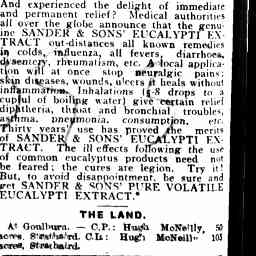 And experienced the delight of immediate
and permanent relief? Medical authorities
all over the globe announce that the genu-
ine SANDER & SONS' EUCALYPTI EX-
TRACT out-distances all known remedies
in colds, influenza, all fevers, diarrhœa,
dysentery, rheumatism, etc. A local applica-
tion will at once stop neuralgic pains:
skin diseases, wounds, ulcers it heals without
inflammation. Inhalations (5-8 drops to a
cupful of boiling water) give certain relief
diphtheria, throat and bronchial troubles,
asthma, pneumonia, consumption, etc.
Thirty years' use has proved the merits
of SANDER & SONS' EUCALYPTI EX-
TRACT. The ill effects following the use
of common eucalyptus products need not
be feared; the cures are legion. Try it!
But, to avoid disappointment, be sure and
get SANDER & SONS' PURE VOLATILE
EUCALYPTI EXTRACT.*
THE LAND.
At Goulburn. — C.P.: Hugh McNeilly, 50
acres, Strathaird. C.L.: Hugh McNeilly 105
acres, Strathaird.